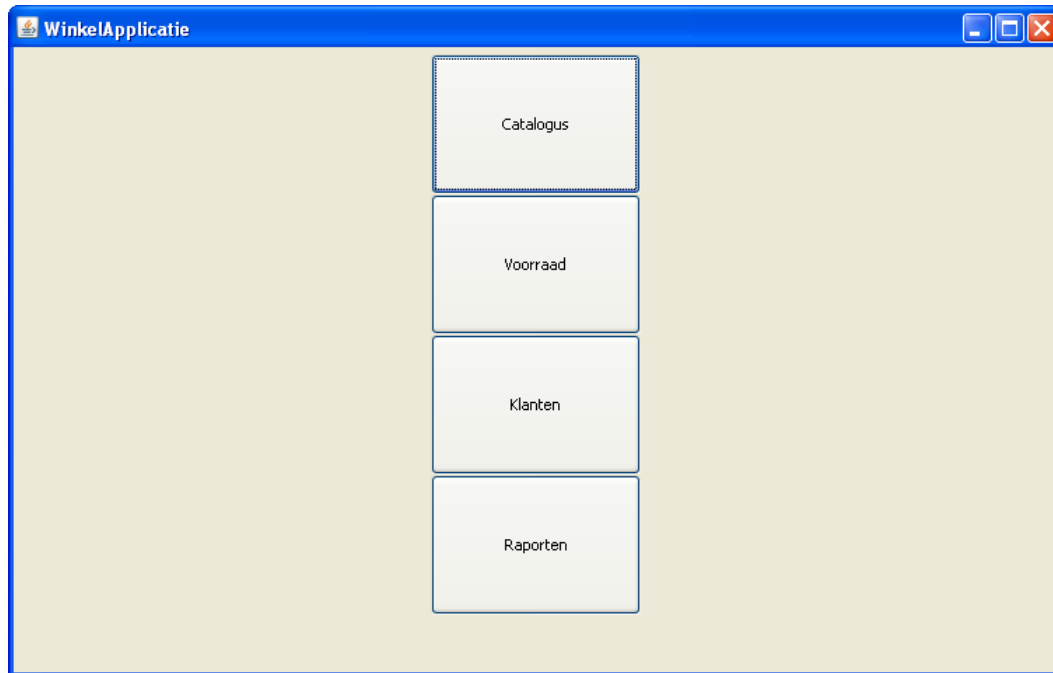 WinkelApplicatie
Catalogus
Voorraad
Klanten
Raporten